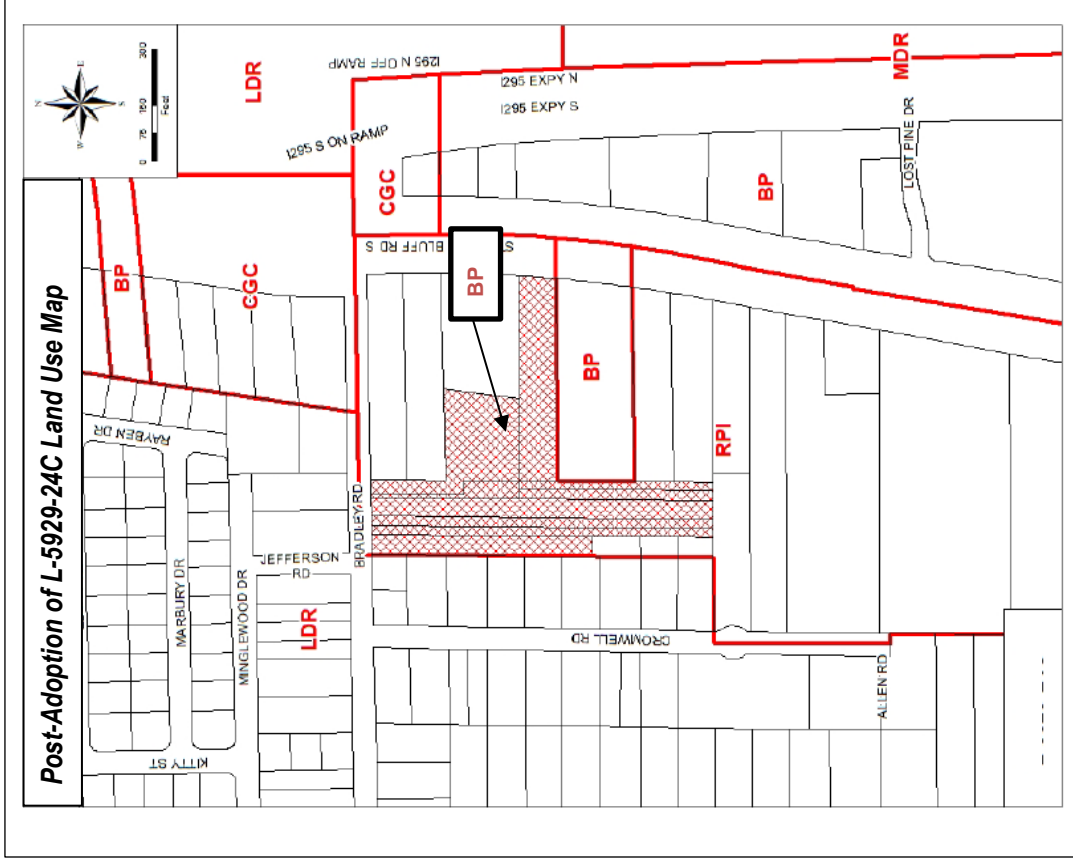 Post-Adoption of L-5929-24C Land Use Map
N
W
E
S
0
75
150
300
Feet
LDR
I295 N OFF RAMP
I295 S ON RAMP
I295 EXPY N
I295 EXPY S
MDR
BP
CGC
CGC
RAYBEN DR
MARBURY DR
MINGLEWOOD DR
KITTY ST
JEFFERSON
RD
BRADLEY RD
LDR
ST
BLUFF RD S
BP
BP
BP
LOST PINE DR
RPI
CROMWELL RD
ALLEN RD